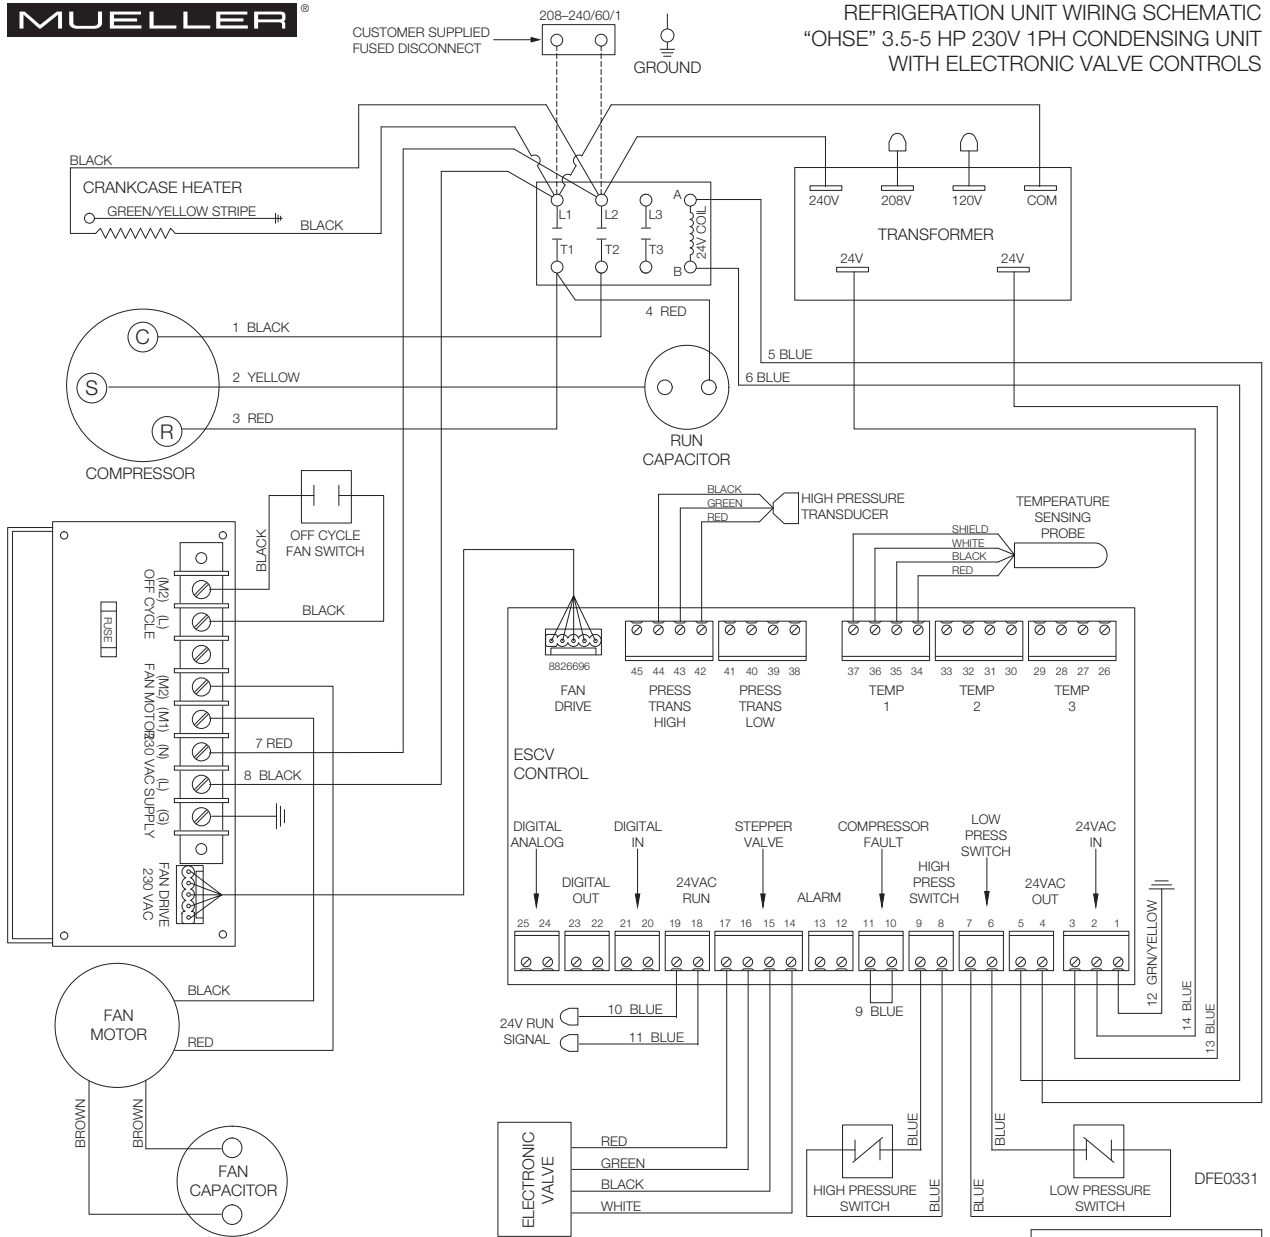 MUELLER®
REFRIGERATION UNIT WIRING SCHEMATIC
“OHSE” 3.5-5 HP 230V 1PH CONDENSING UNIT
WITH ELECTRONIC VALVE CONTROLS
208–240/60/1
CUSTOMER SUPPLIED
FUSED DISCONNECT
GROUND
BLACK
CRANKCASE HEATER
GREEN/YELLOW STRIPE
BLACK
L1
L2
L3
A
T1
T2
T3
B
24V COIL
240V
208V
120V
COM
TRANSFORMER
24V
24V
4 RED
1 BLACK
C
2 YELLOW
S
3 RED
R
COMPRESSOR
5 BLUE
6 BLUE
RUN
CAPACITOR
OFF CYCLE
FAN SWITCH
BLACK
BLACK
BLACK
GREEN
RED
HIGH PRESSURE
TRANSDUCER
TEMPERATURE
SENSING
PROBE
SHIELD
WHITE
BLACK
RED
FUSE
(M2) (L)
OFF CYCLE
(M2) (M1)
FAN MOTOR
(N) (L) (G)
230 VAC SUPPLY
FAN DRIVE
230 VAC
7 RED
8 BLACK
8826696
FAN
DRIVE
45 44 43 42
PRESS
TRANS
HIGH
41 40 39 38
PRESS
TRANS
LOW
37 36 35 34
TEMP
1
33 32 31 30
TEMP
2
29 28 27 26
TEMP
3
ESCV
CONTROL
DIGITAL
ANALOG
DIGITAL
OUT
DIGITAL
IN
24VAC
RUN
STEPPER
VALVE
ALARM
COMPRESSOR
FAULT
HIGH
PRESS
SWITCH
LOW
PRESS
SWITCH
24VAC
OUT
24VAC
IN
25 24 23 22 21 20 19 18 17 16 15 14 13 12 11 10 9 8 7 6 5 4 3 2 1
12 GRN/YELLOW
14 BLUE
13 BLUE
FAN
MOTOR
BLACK
RED
BROWN
BROWN
FAN
CAPACITOR
24V RUN
SIGNAL
10 BLUE
11 BLUE
9 BLUE
ELECTRONIC
VALVE
RED
GREEN
BLACK
WHITE
BLUE
BLUE
HIGH PRESSURE
SWITCH
BLUE
BLUE
LOW PRESSURE
SWITCH
DFE0331